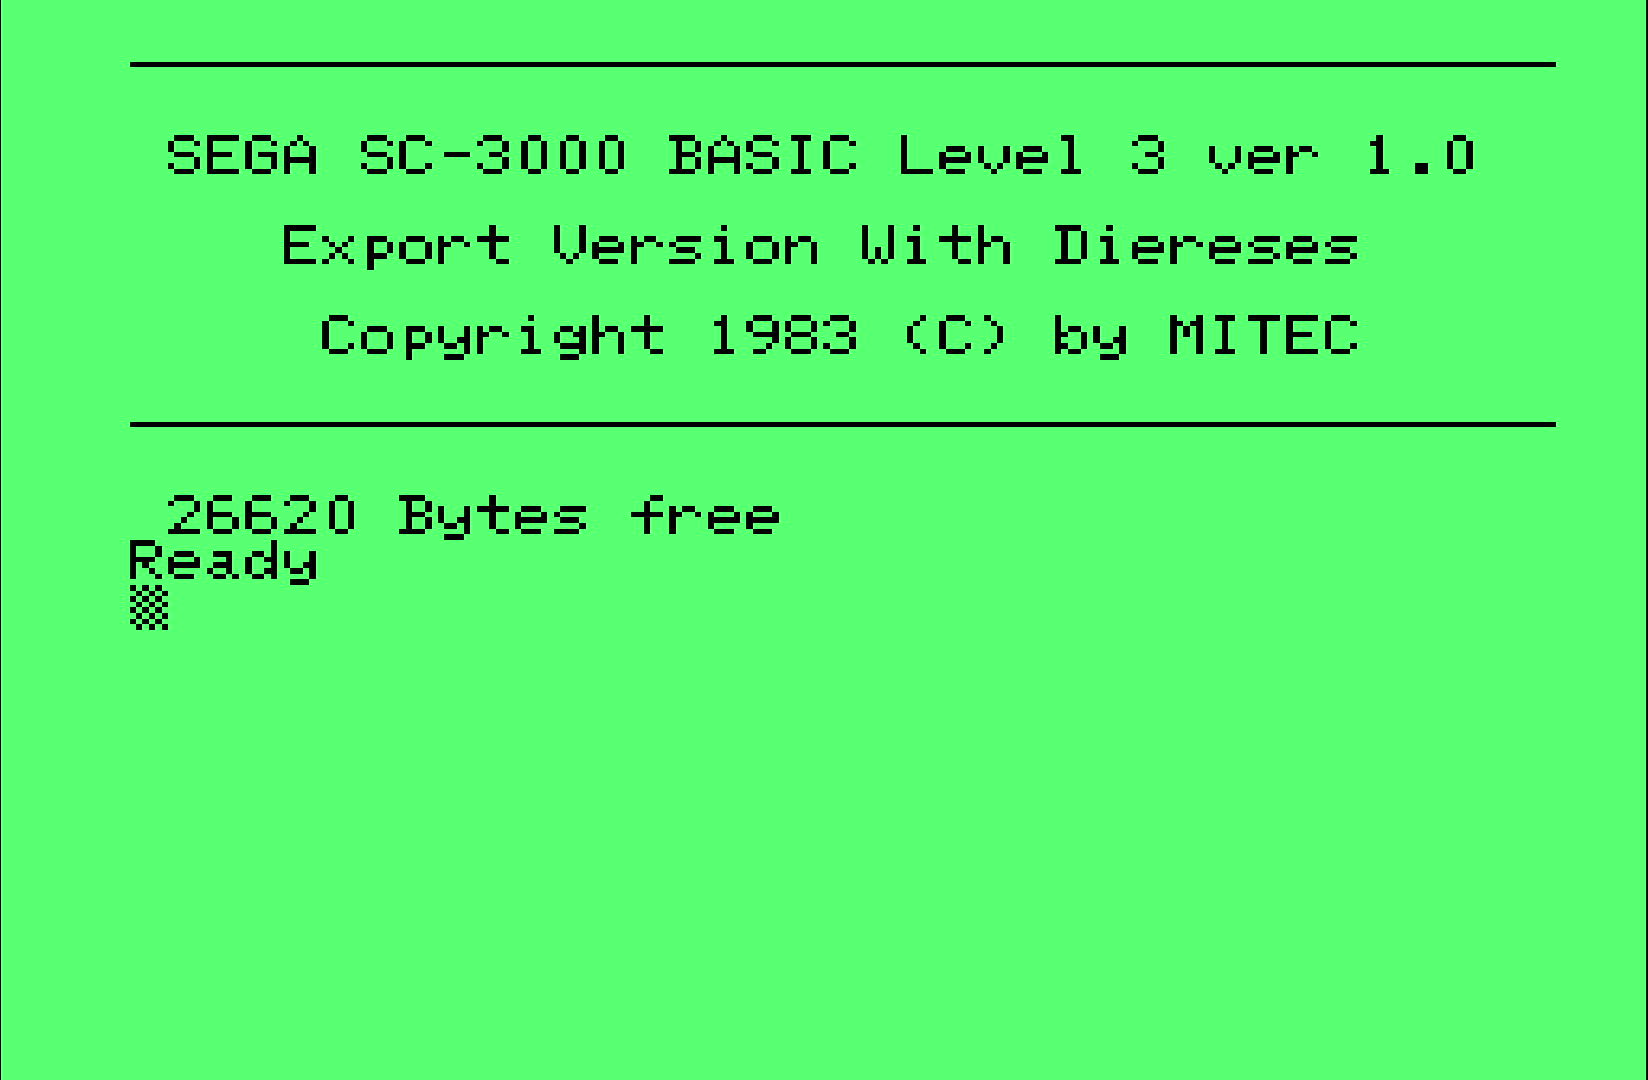 SEGA SC-3000 BASIC Level 3 ver 1.0
Export Version With Diereses
Copyright 1983 (C) by MITEC
26620 Bytes free
Ready